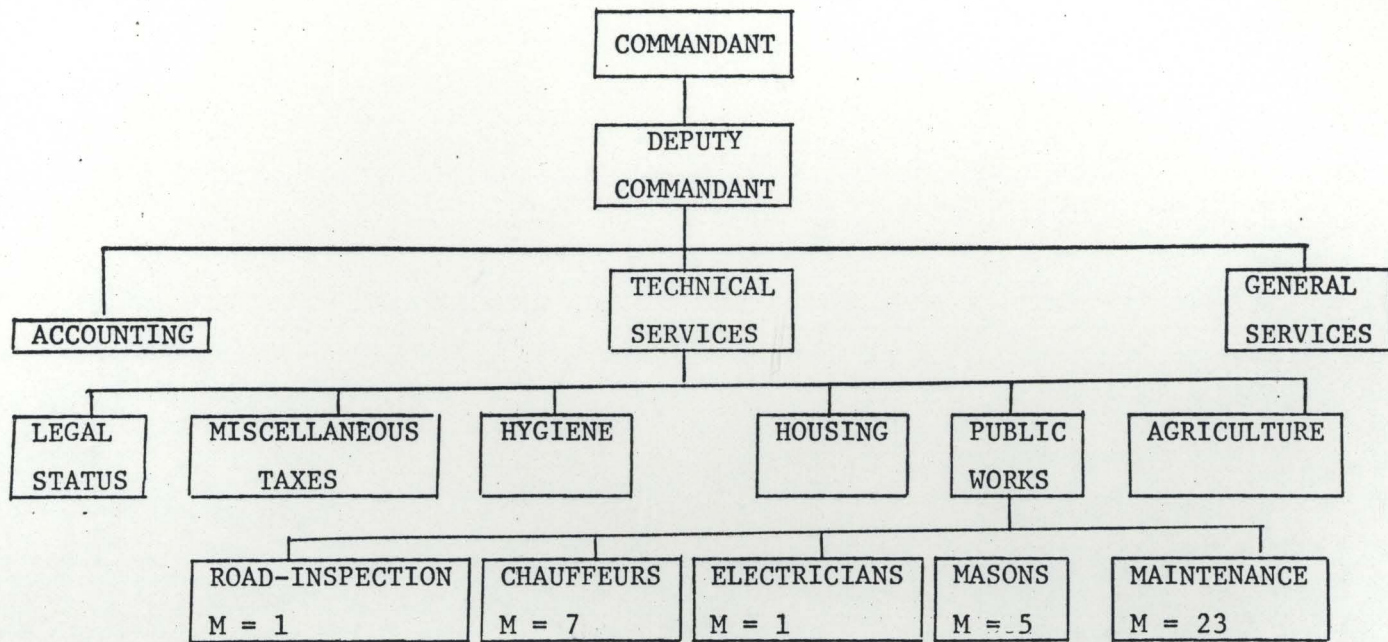 COMMANDANT
DEPUTY
COMMANDANT
ACCOUNTING
TECHNICAL
SERVICES
GENERAL
SERVICES
LEGAL
STATUS
MISCELLANEOUS
TAXES
HYGIENE
HOUSING
PUBLIC
WORKS
AGRICULTURE
ROAD-INSPECTION
M = 1
CHAUFFEURS
M = 7
ELECTRICIANS
M = 1
MASONS
M = 5
MAINTENANCE
M = 23